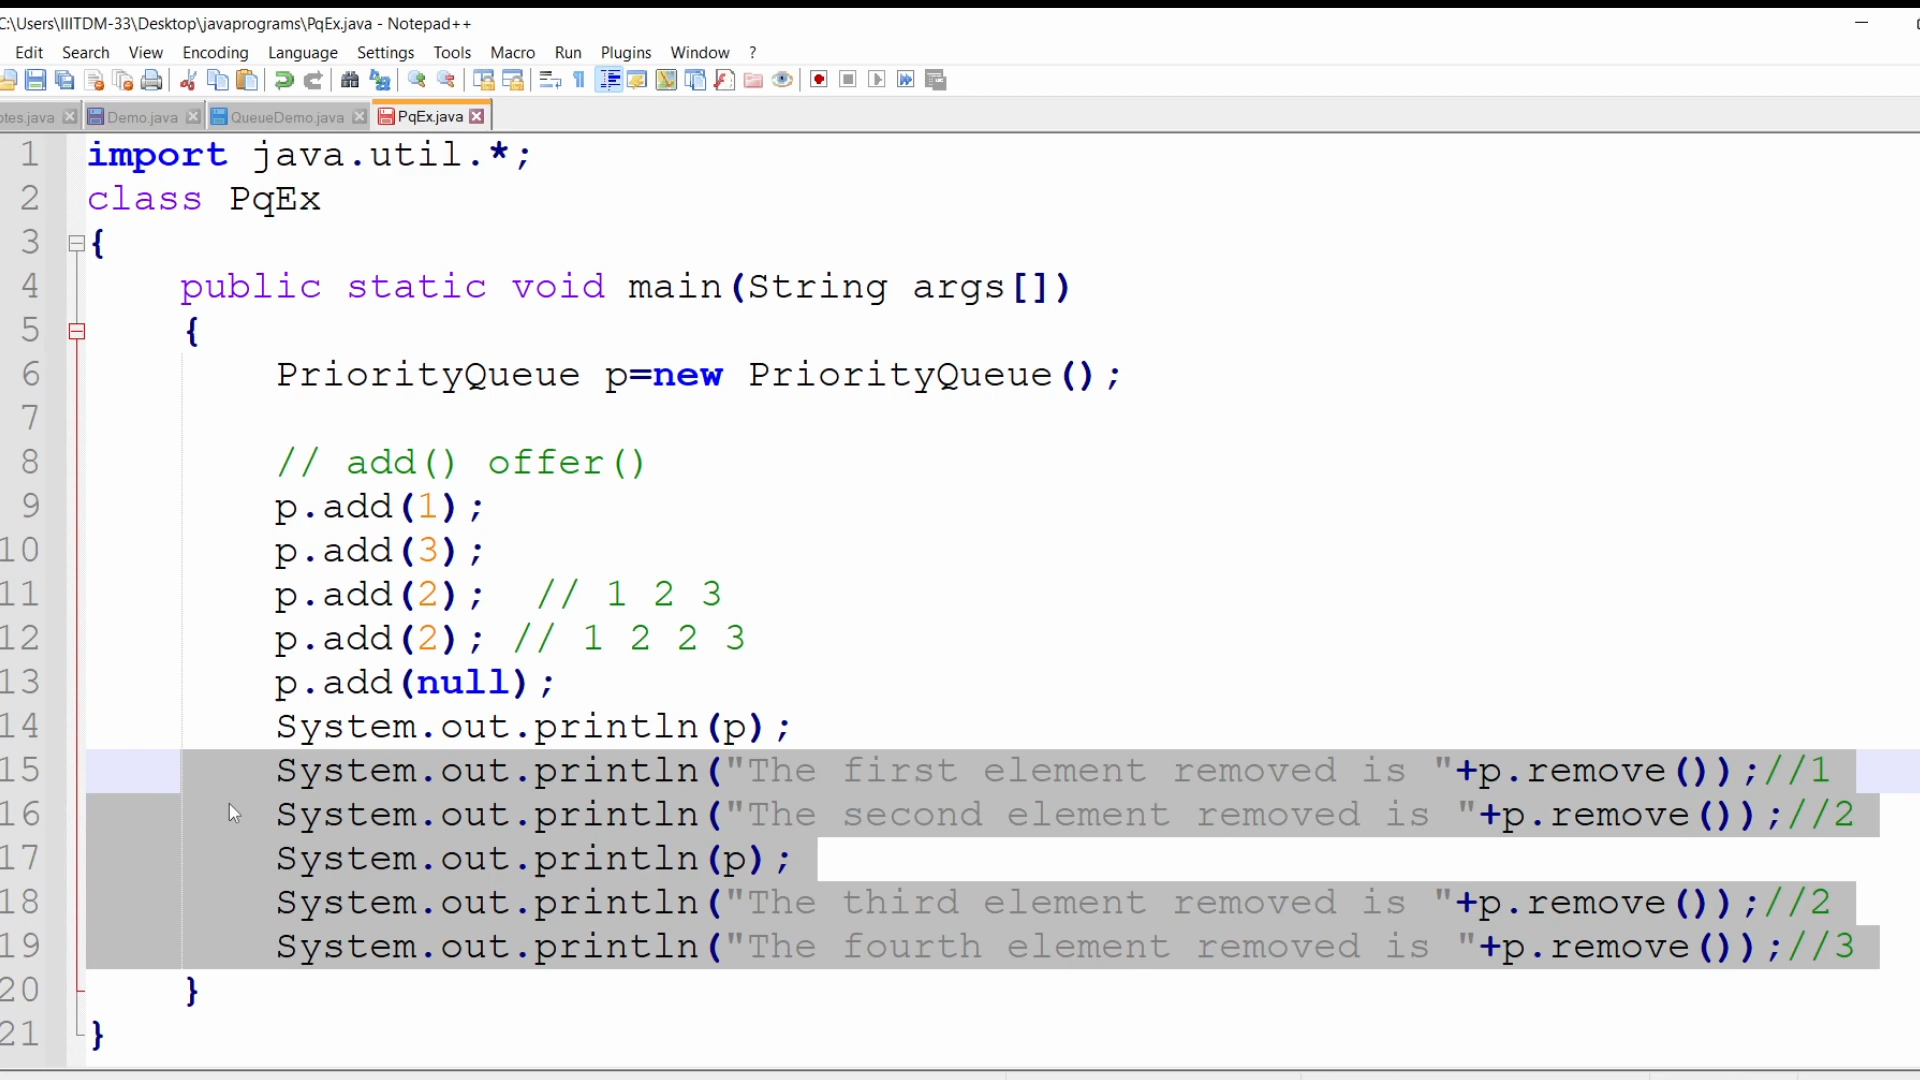 C:\Users\IIITDM-33\Desktop\javaprograms\PqEx.java - Notepad++
Edit Search View Encoding Language Settings Tools Macro Run Plugins Window ?
otes.java Demo.java QueueDemo.java PqEx.java
1 import java.util.*;
2 class PqEx
3 {
4 public static void main(String args[])
5 {
6 PriorityQueue p=new PriorityQueue();
7
8 // add() offer()
9 p.add(1);
10 p.add(3);
11 p.add(2); // 1 2 3
12 p.add(2); // 1 2 2 3
13 p.add(null);
14 System.out.println(p);
15 System.out.println("The first element removed is "+p.remove());//1
16 System.out.println("The second element removed is "+p.remove());//2
17 System.out.println(p);
18 System.out.println("The third element removed is "+p.remove());//2
19 System.out.println("The fourth element removed is "+p.remove());//3
20 }
21 }